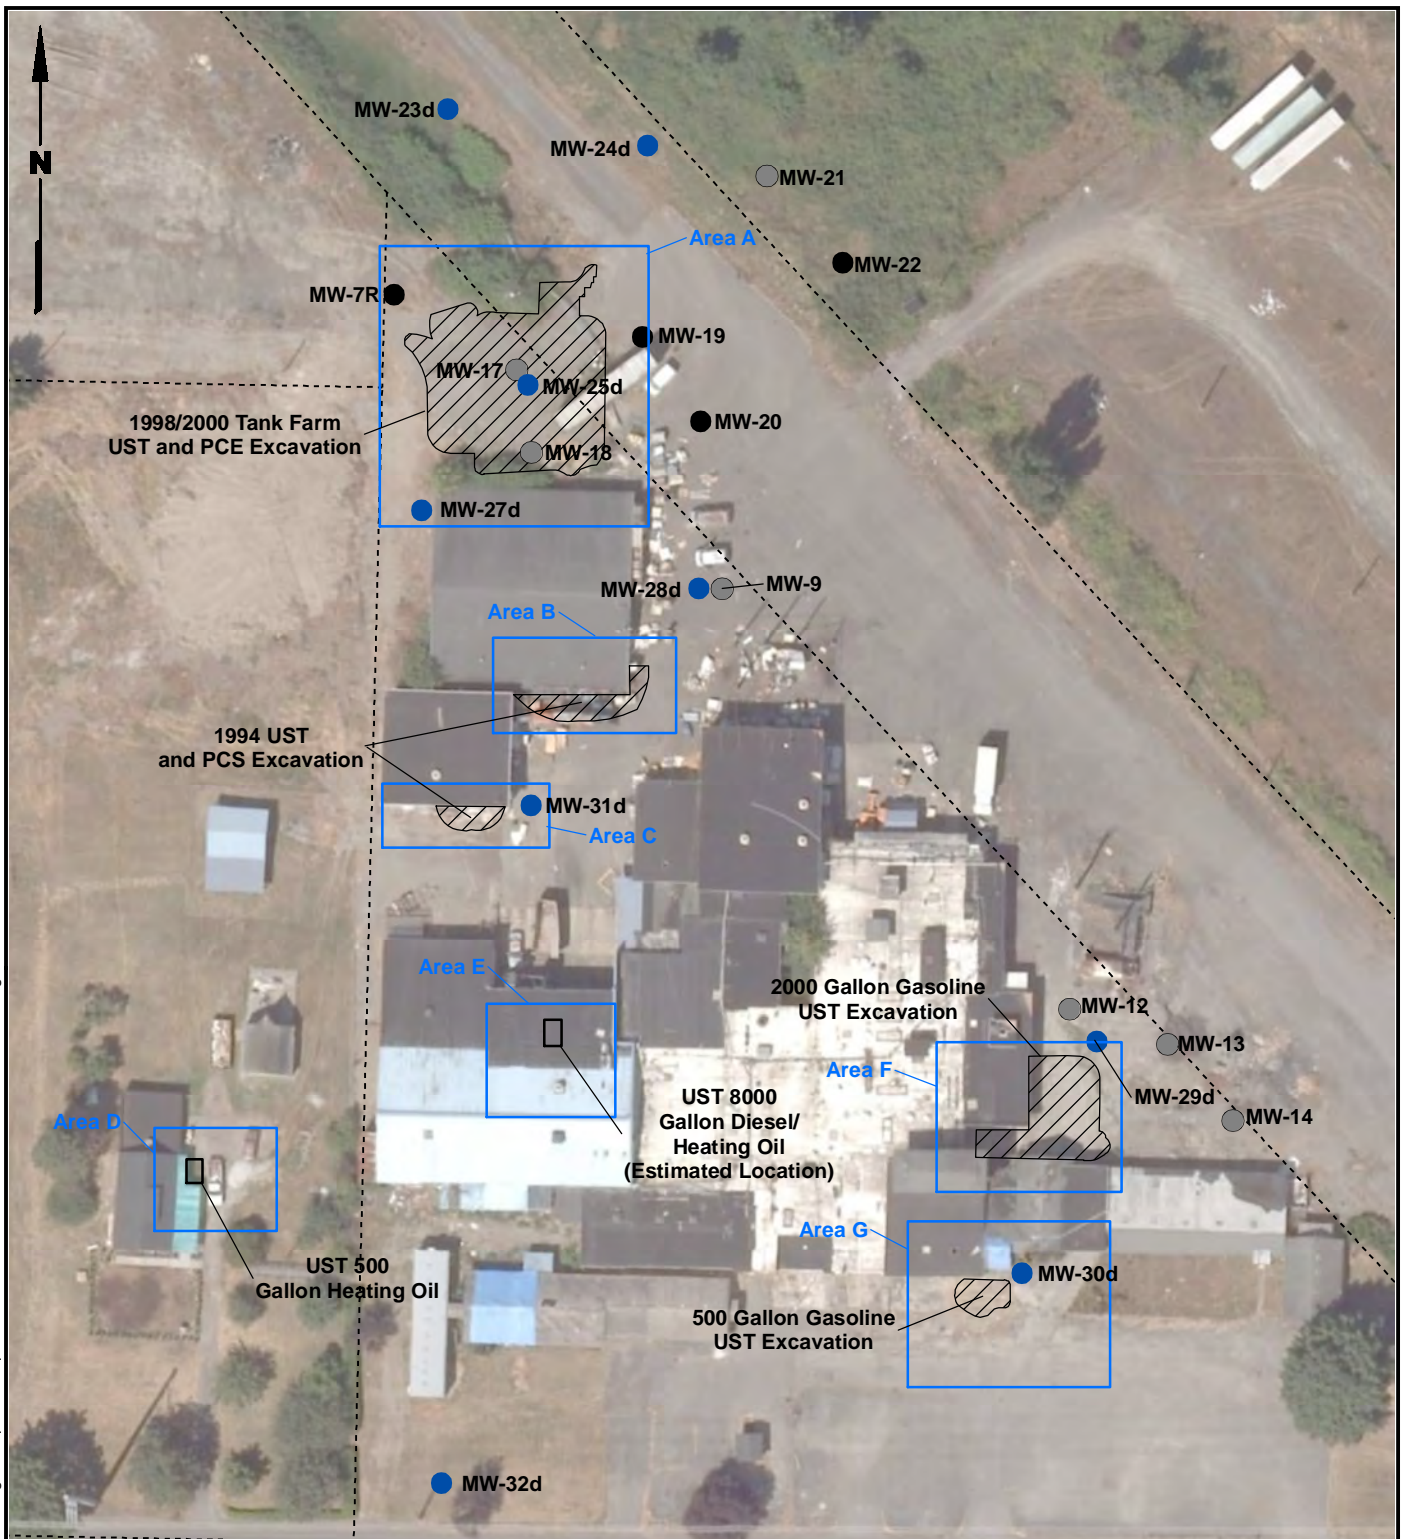 MW-23d
MW-24d
MW-21
N
Area A
MW-22
MW-7R
MW-19
MW-17
MW-25d
1998/2000 Tank Farm
UST and PCE Excavation
MW-20
MW-18
MW-27d
MW-28d
MW-9
Area B
1994 UST
and PCS Excavation
MW-31d
Area C
Area E
2000 Gallon Gasoline
UST Excavation
MW-12
MW-13
Area F
MW-29d
UST 8000
Gallon Diesel/
Heating Oil
(Estimated Location)
MW-14
Area D
Area G
UST 500
Gallon Heating Oil
MW-30d
500 Gallon Gasoline
UST Excavation
MW-32d